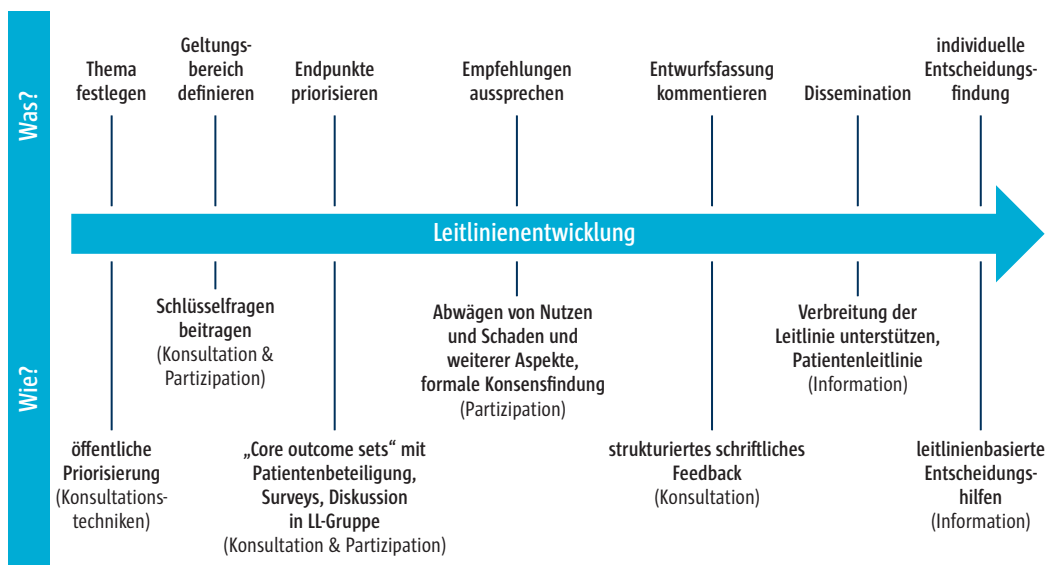 Was?
Thema
festlegen
Geltungs-
bereich
definieren
Endpunkte
priorisieren
Empfehlungen
aussprechen
Entwurfsfassung
kommentieren
Dissemination
individuelle
Entscheidungs-
findung
Leitlinienentwicklung
Wie?
öffentliche
Priorisierung
(Konsultations-
techniken)
Schlüsselfragen
beitragen
(Konsultation &
Partizipation)
„Core outcome sets“ mit
Patientenbeteiligung,
Surveys, Diskussion
in LL-Gruppe
(Konsultation & Partizipation)
Abwägen von Nutzen
und Schaden und
weiterer Aspekte,
formale Konsensfindung
(Partizipation)
strukturiertes schriftliches
Feedback
(Konsultation)
Verbreitung der
Leitlinie unterstützen,
Patientenleitlinie
(Information)
leitlinienbasierte
Entscheidungs-
hilfen
(Information)